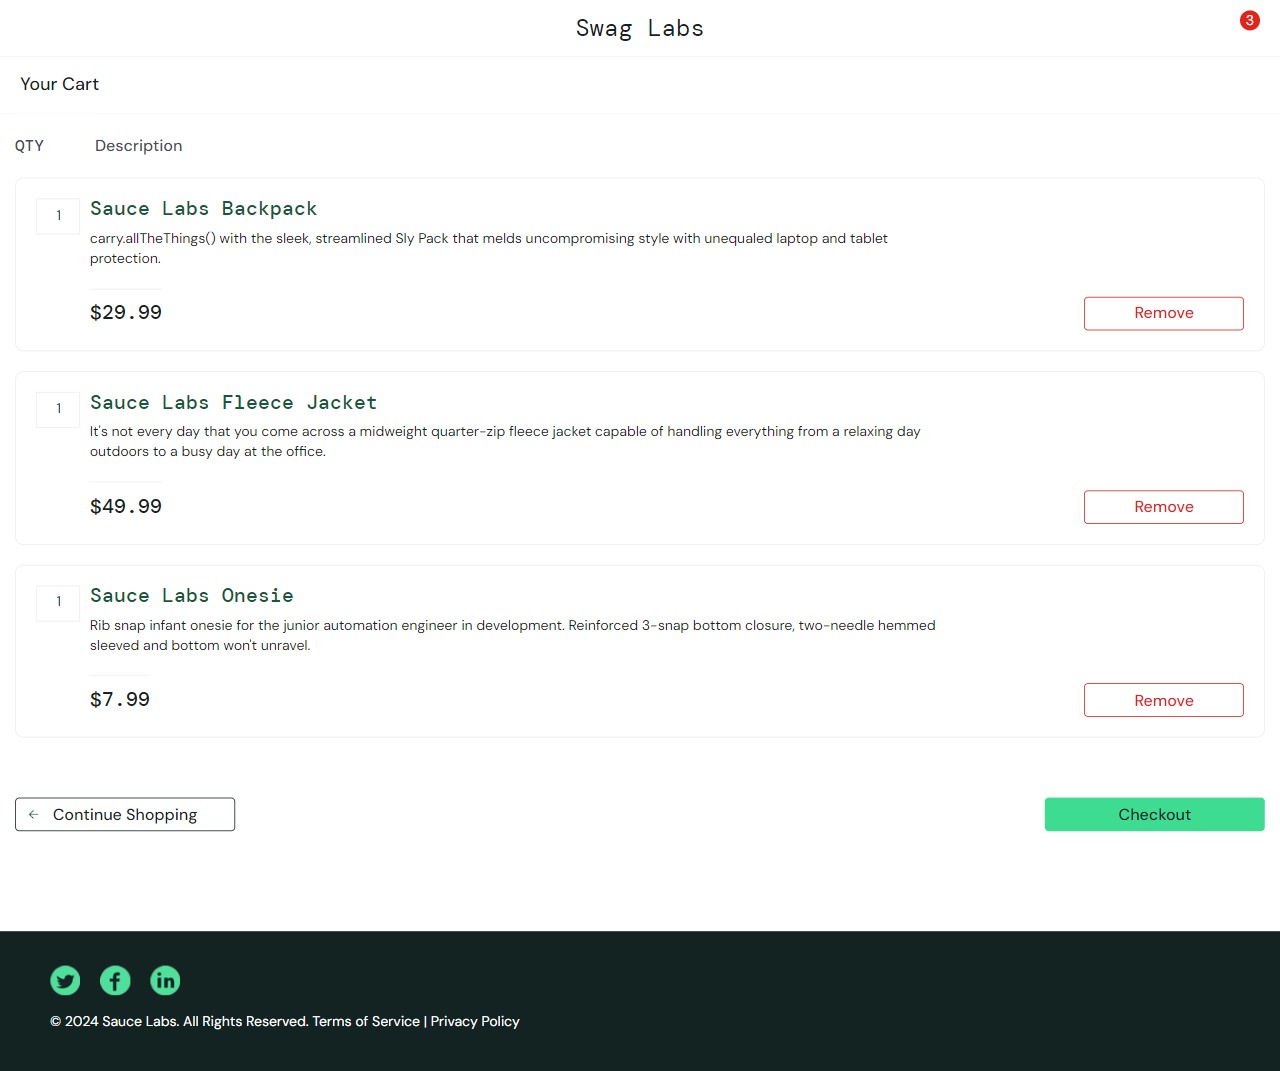 Swag Labs
3
Your Cart
QTY Description
1
Sauce Labs Backpack
carry.allTheThings() with the sleek, streamlined Sly Pack that melds uncompromising style with unequaled laptop and tablet
protection.
$29.99
Remove
1
Sauce Labs Fleece Jacket
It's not every day that you come across a midweight quarter-zip fleece jacket capable of handling everything from a relaxing day
outdoors to a busy day at the office.
$49.99
Remove
1
Sauce Labs Onesie
Rib snap infant onesie for the junior automation engineer in development. Reinforced 3-snap bottom closure, two-needle hemmed
sleeved and bottom won't unravel.
$7.99
Remove
Continue Shopping
Checkout
© 2024 Sauce Labs. All Rights Reserved. Terms of Service | Privacy Policy